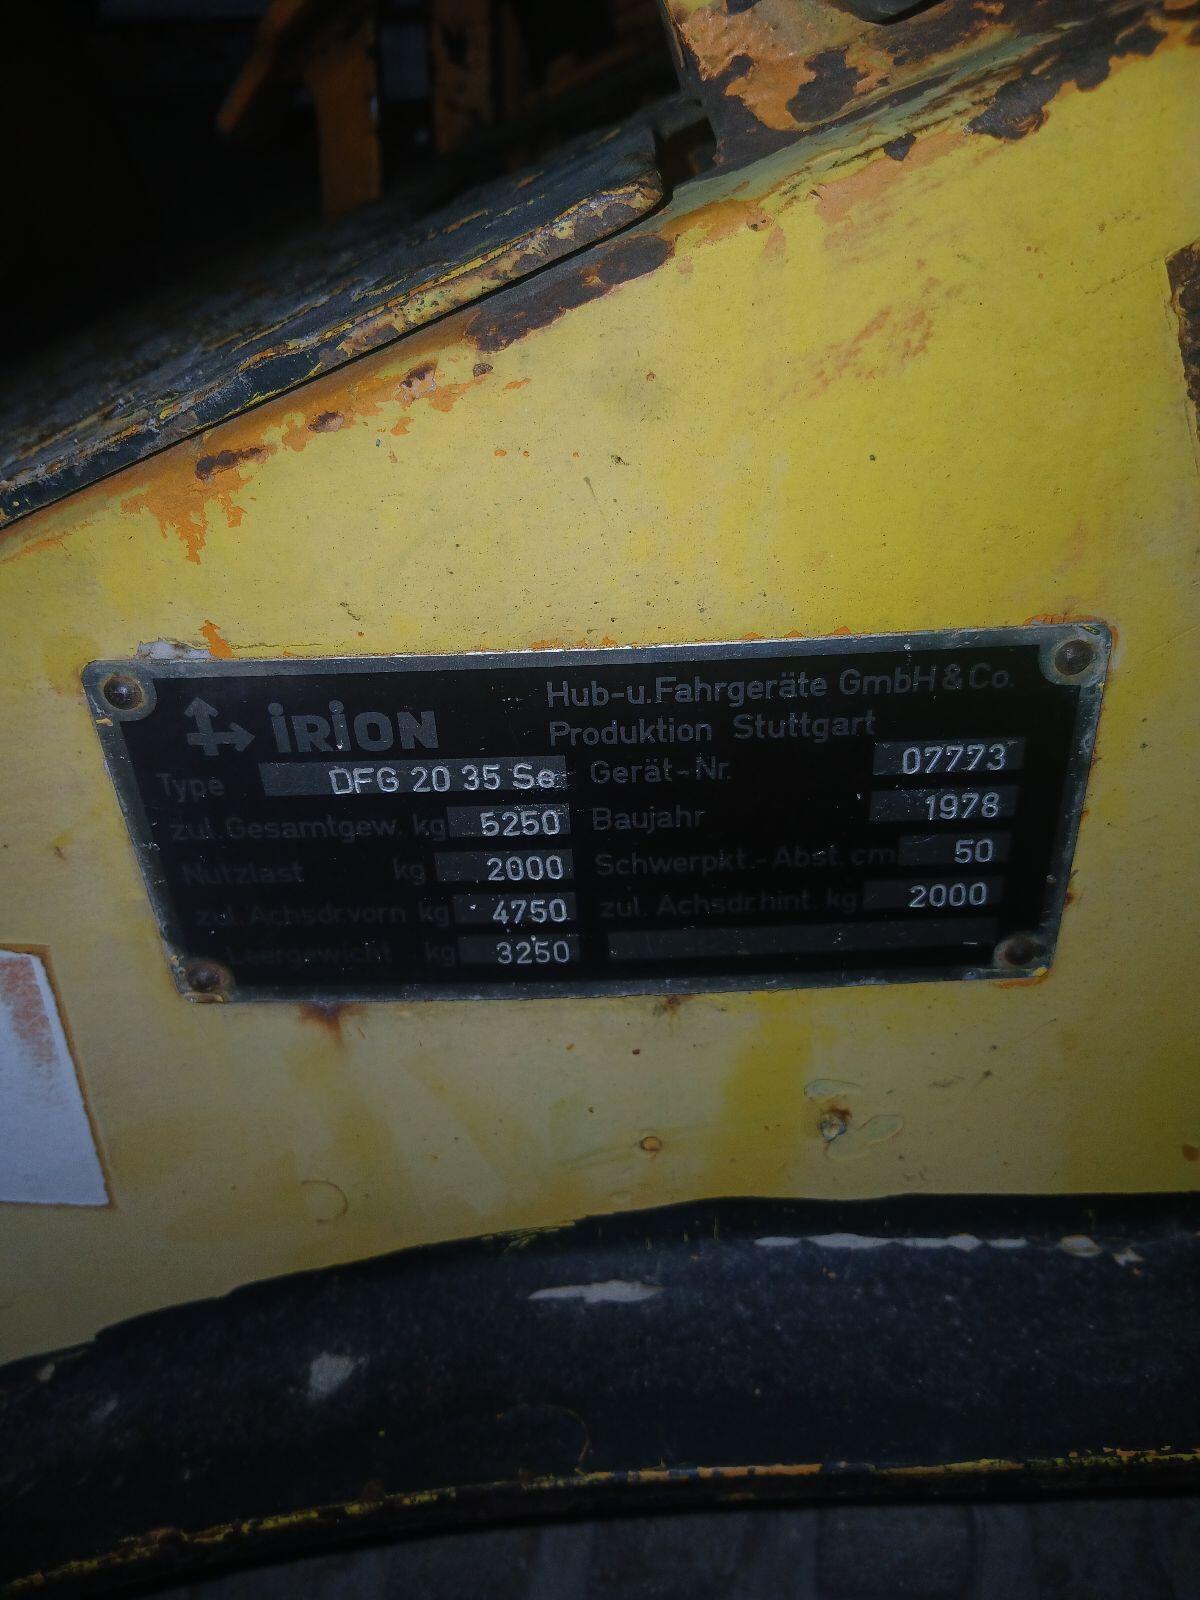 iRiON
Hub-u.Fahrgeräte GmbH & Co.
Produktion Stuttgart
Type DFG 20 35 Se Gerät-Nr. 07773
zul.Gesamtgew. kg 5250 Baujahr 1978
Nutzlast kg 2000 Schwerpkt.-Abst. cm 50
zul.Achsdr.vorn kg 4750 zul. Achsdr.hint. kg 2000
Leergewicht kg 3250